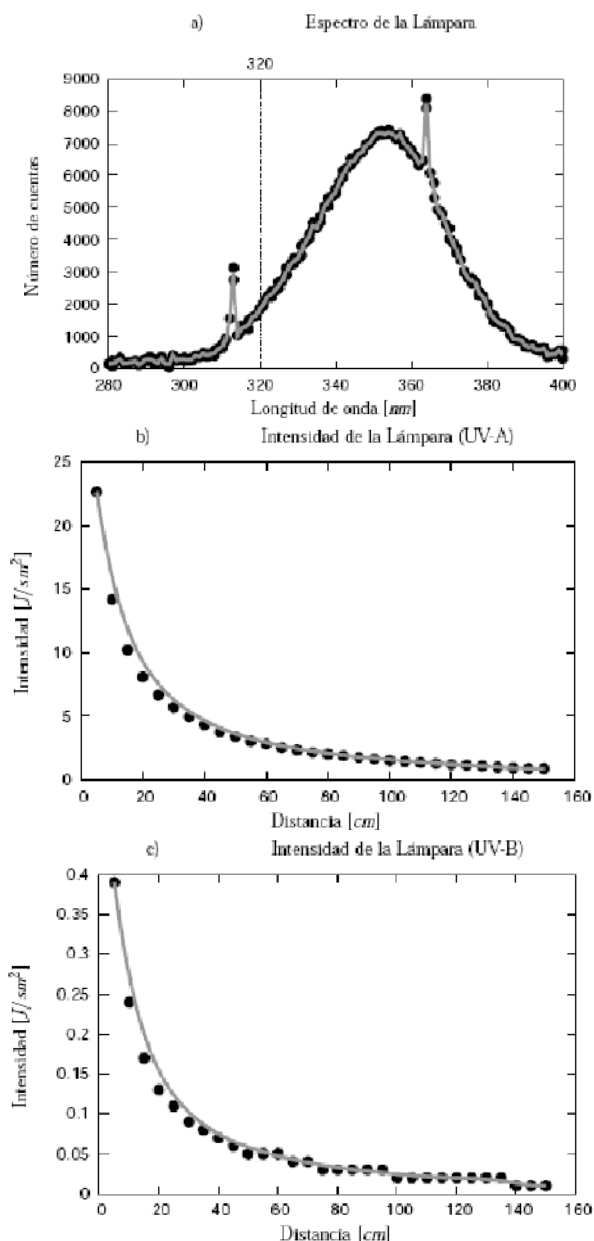 a) Espectro de la Lámpara
320
9000
8000
7000
6000
5000
4000
3000
2000
1000
0
Número de cuentas
280 300 320 340 360 380 400
Longitud de onda [nm]
b) Intensidad de la Lámpara (UV-A)
25
20
15
10
5
0
Intensidad [J/sm²]
0 20 40 60 80 100 120 140 160
Distancia [cm]
c) Intensidad de la Lámpara (UV-B)
0.4
0.35
0.3
0.25
0.2
0.15
0.1
0.05
0
Intensidad [J/sm²]
0 20 40 60 80 100 120 140 160
Distancia [cm]